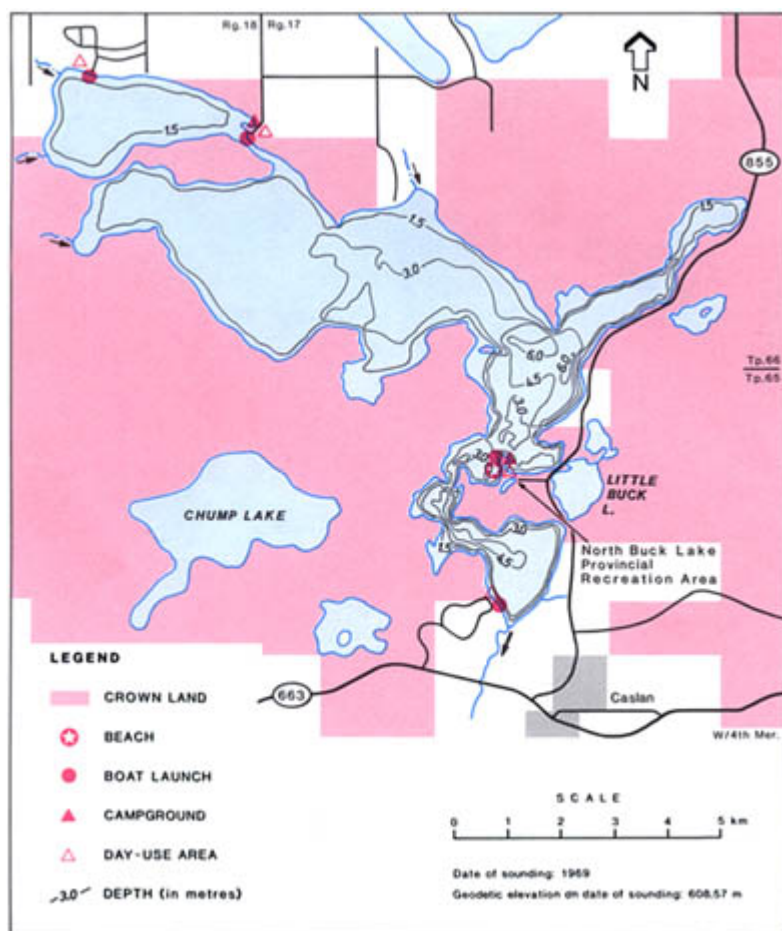 Rg.18 Rg.17
N
855
1.5
1.5
1.5
3.0
6.0
6.0
4.5
3.0
Tp.66
Tp.65
3.0
LITTLE
BUCK
L.
CHUMP LAKE
3.0
1.5
4.5
North Buck Lake
Provincial
Recreation Area
LEGEND
CROWN LAND
BEACH
BOAT LAUNCH
CAMPGROUND
DAY-USE AREA
3.0 DEPTH (in metres)
663
Caslan
W/4th Mer.
SCALE
0 1 2 3 4 5 km
Date of sounding: 1969
Geodetic elevation on date of sounding: 608.57 m